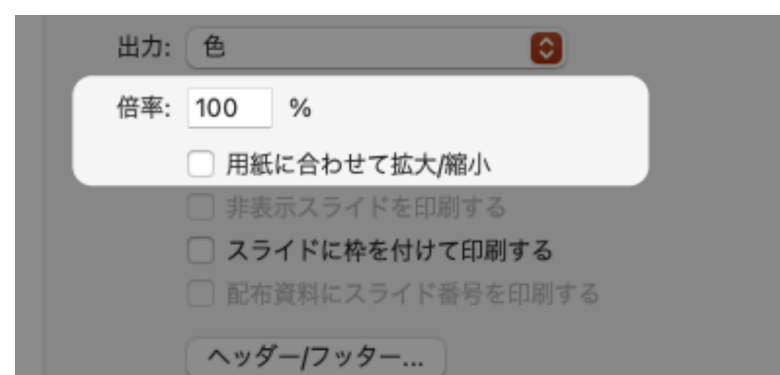 出力: 色
倍率: 100 %
用紙に合わせて拡大/縮小
非表示スライドを印刷する
スライドに枠を付けて印刷する
配布資料にスライド番号を印刷する
ヘッダー/フッター...